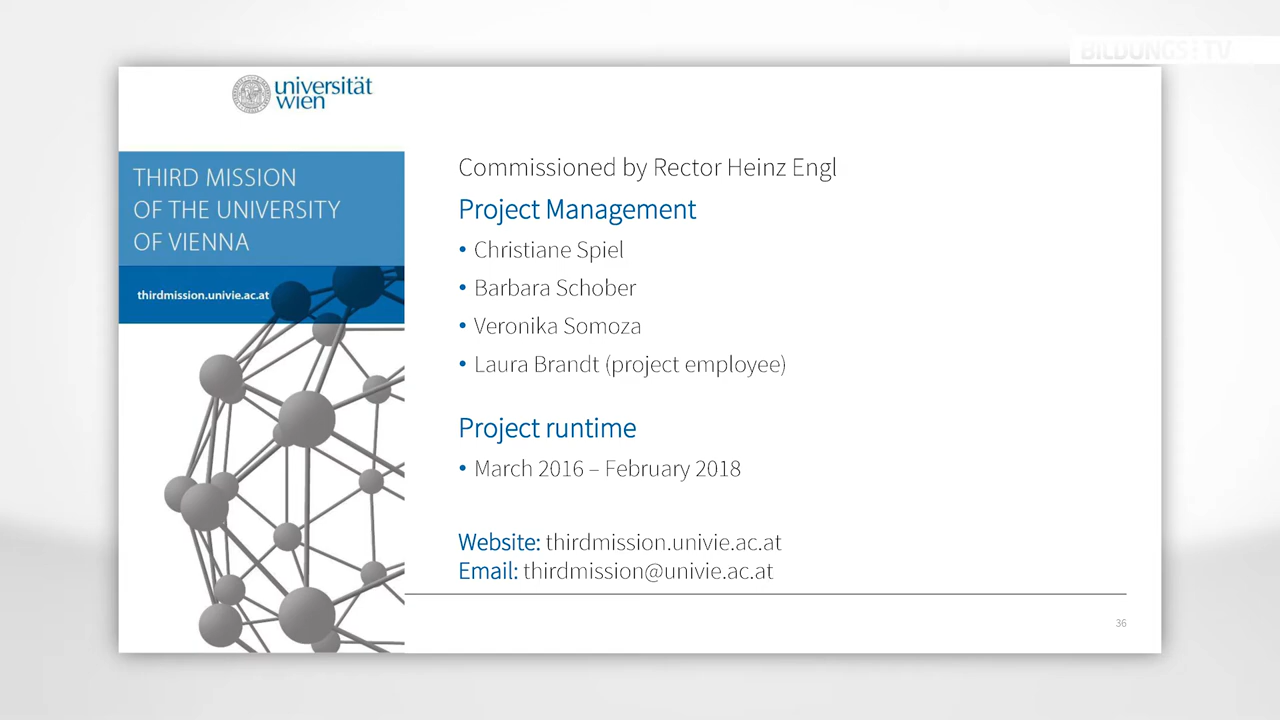 BILDUNGS:TV
universität
wien
THIRD MISSION
OF THE UNIVERSITY
OF VIENNA
thirdmission.univie.ac.at
Commissioned by Rector Heinz Engl
Project Management
• Christiane Spiel
• Barbara Schober
• Veronika Somoza
• Laura Brandt (project employee)
Project runtime
• March 2016 – February 2018
Website: thirdmission.univie.ac.at
Email: thirdmission@univie.ac.at
36